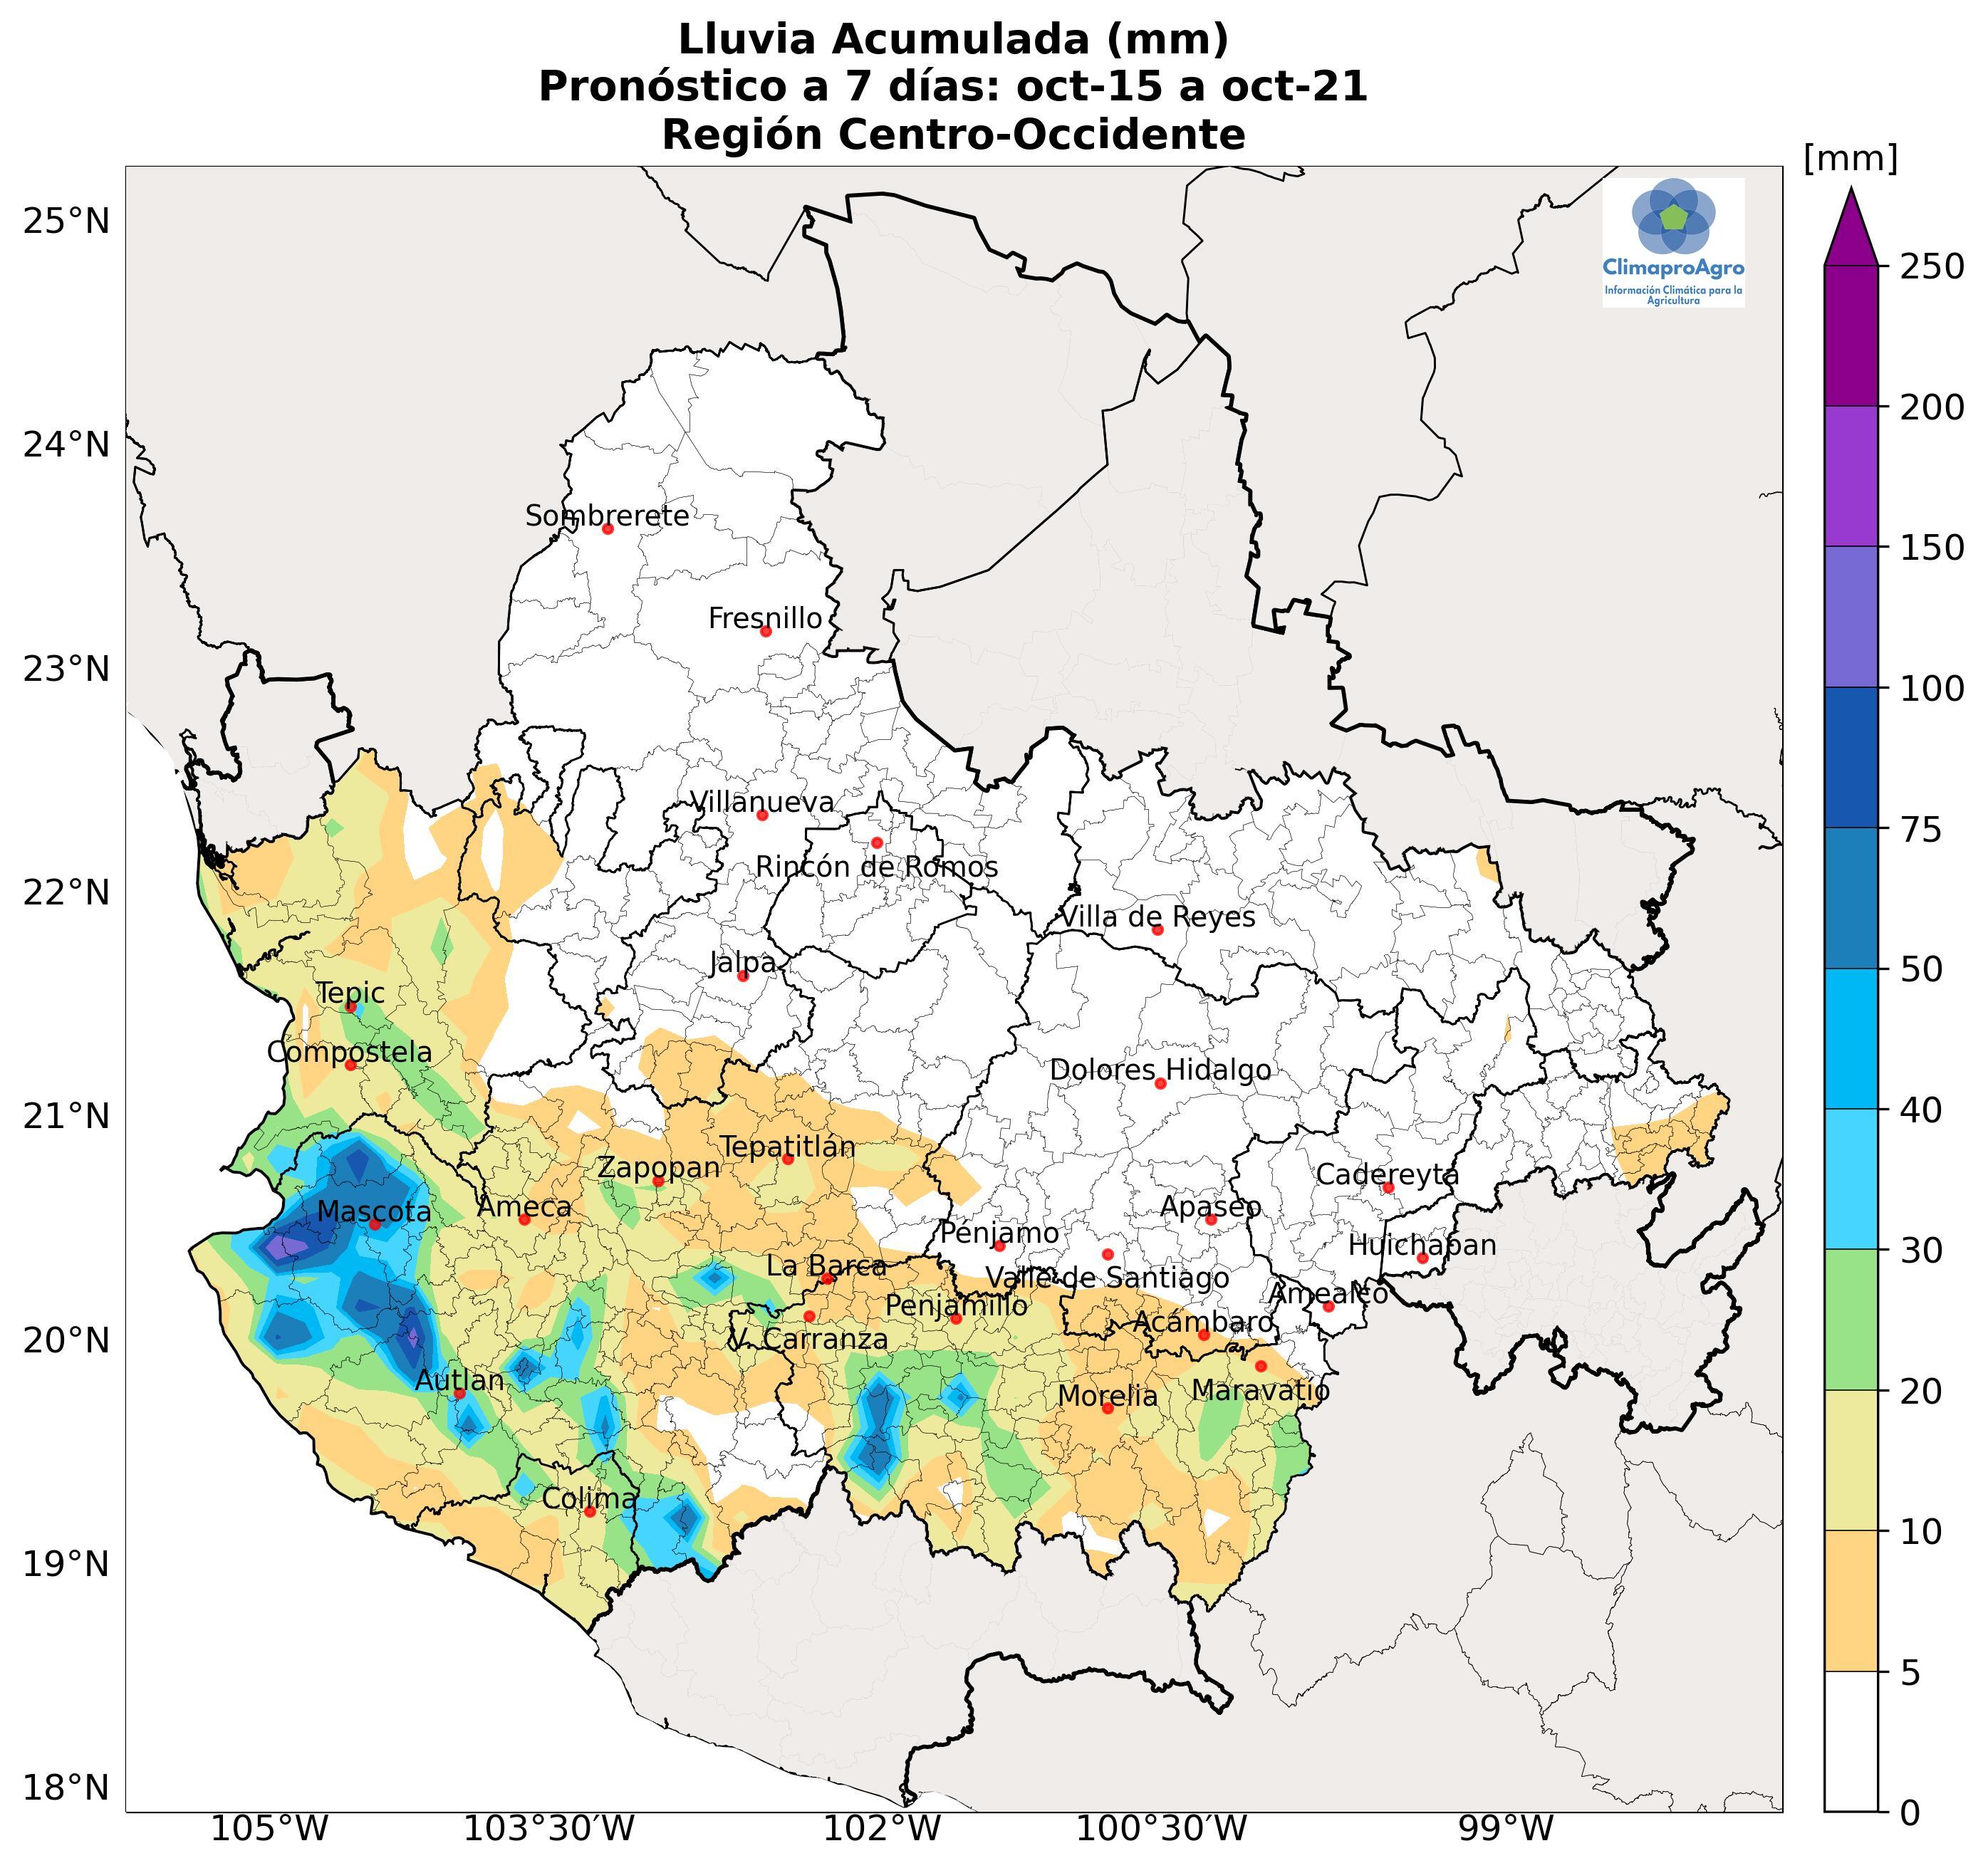 Lluvia Acumulada (mm)
Pronóstico a 7 días: oct-15 a oct-21
Región Centro-Occidente
[mm]
ClimaproAgro
Información Climática para la
Agricultura
25°N
24°N
23°N
22°N
21°N
20°N
19°N
18°N
250
200
150
100
75
50
40
30
20
10
5
0
Sombrerete
Fresnillo
Villanueva
Rincón de Romos
Villa de Reyes
Jalpa
Tepic
Compostela
Dolores Hidalgo
Tepatitlán
Zapopan
Cadereyta
Mascota
Ameca
Apaseo
Pénjamo
Huichapan
La Barca
Valle de Santiago
Amealco
Penjamillo
Acámbaro
V. Carranza
Autlan
Morelia
Maravatio
Colima
105°W
103°30'W
102°W
100°30'W
99°W